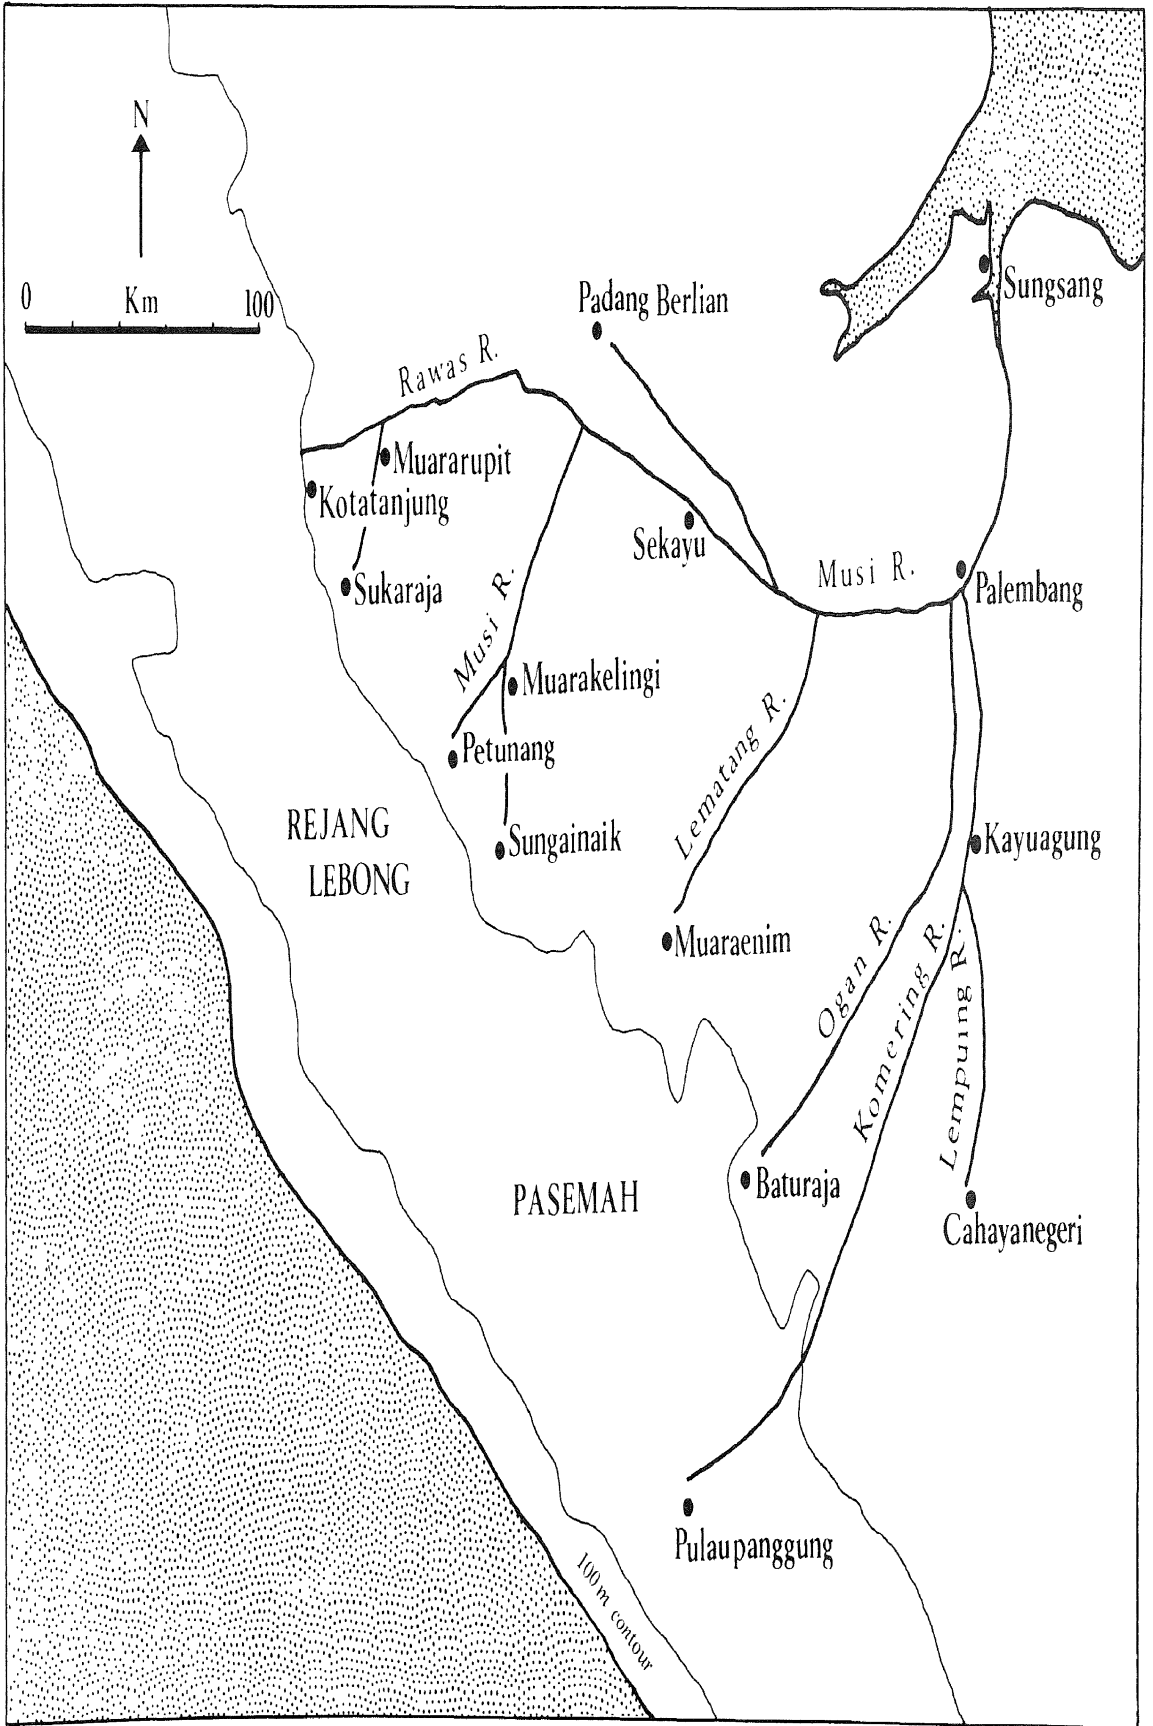 N
0 Km 100
Sungsang
Padang Berlian
Rawas R.
Muararupit
Kotatanjung
Sekayu
Musi R.
Sukaraja
Palembang
Musi R.
Muarakelingi
Petunang
Lematang R.
REJANG
LEBONG
Sungainaik
Kayuagung
Muaraenim
Ogan R.
Komering R.
Lempuing R.
PASEMAH
Baturaja
Cahayanegeri
Pulaupanggung
100 m contour